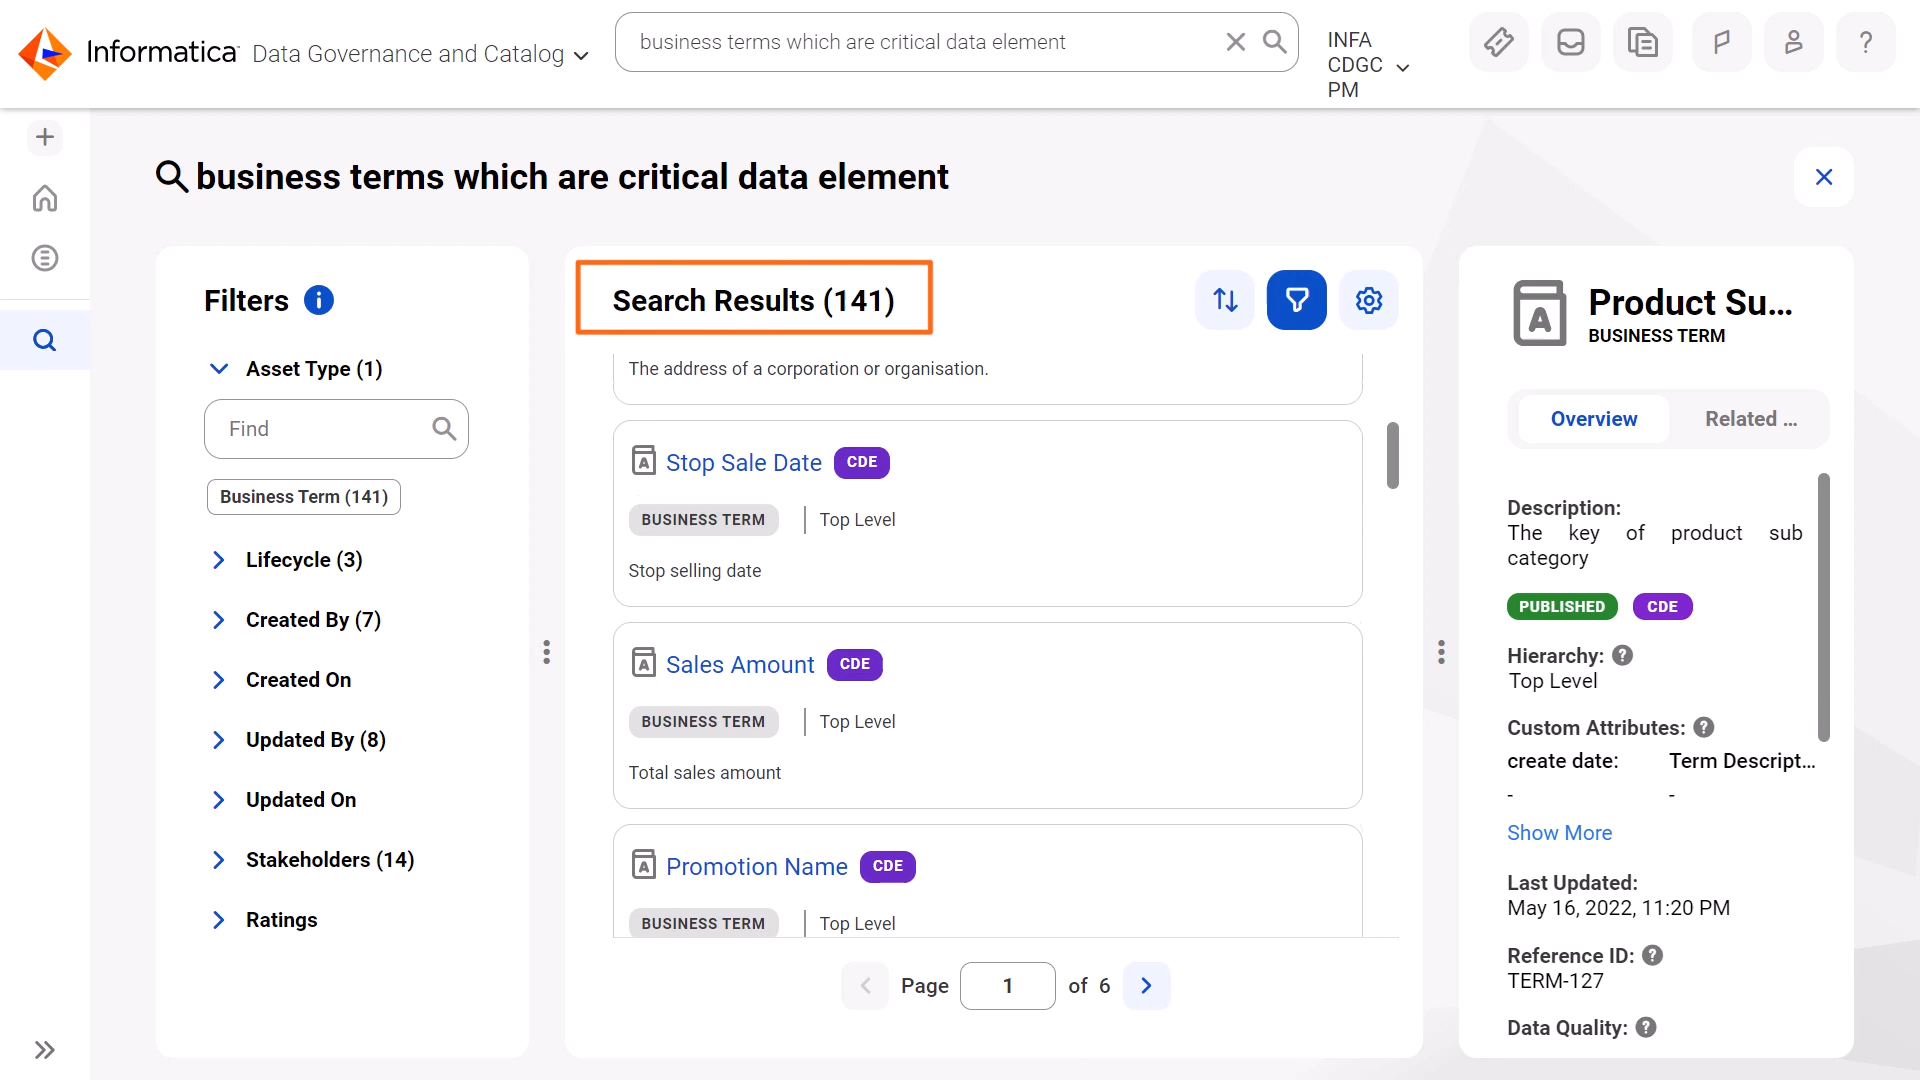 Informatica Data Governance and Catalog
business terms which are critical data element
INFA
CDGC
PM
?
business terms which are critical data element
Filters
Asset Type (1)
Find
Business Term (141)
Lifecycle (3)
Created By (7)
Created On
Updated By (8)
Updated On
Stakeholders (14)
Ratings
Search Results (141)
The address of a corporation or organisation.
Stop Sale Date CDE
BUSINESS TERM | Top Level
Stop selling date
Sales Amount CDE
BUSINESS TERM | Top Level
Total sales amount
Promotion Name CDE
BUSINESS TERM | Top Level
Page 1 of 6
Product Su...
BUSINESS TERM
Overview Related ...
Description:
The key of product sub
category
PUBLISHED CDE
Hierarchy:
Top Level
Custom Attributes:
create date: Term Descript...
- -
Show More
Last Updated:
May 16, 2022, 11:20 PM
Reference ID:
TERM-127
Data Quality: